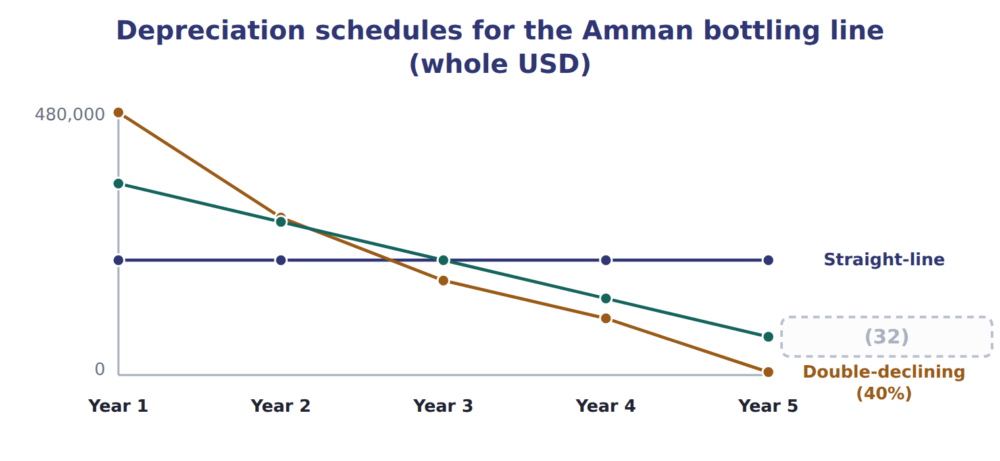 Depreciation schedules for the Amman bottling line
(whole USD)
480,000
0
Straight-line
(32)
Double-declining
(40%)
Year 1
Year 2
Year 3
Year 4
Year 5